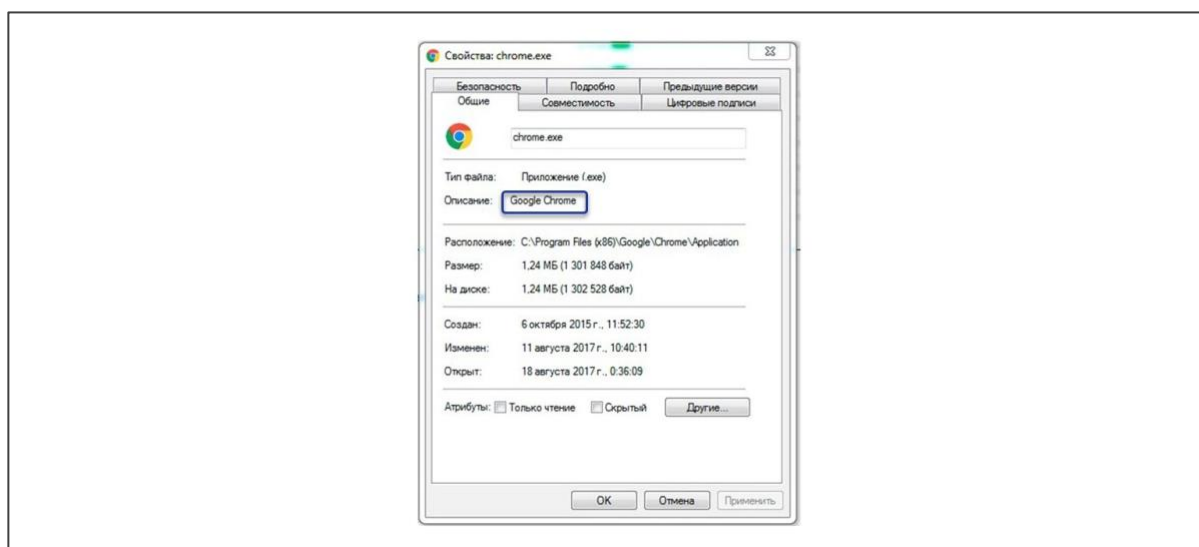 Свойства: chrome.exe
Безопасность Подробно Предыдущие версии
Общие Совместимость Цифровые подписи
chrome.exe
Тип файла: Приложение (.exe)
Описание: Google Chrome
Расположение: C:\Program Files (x86)\Google\Chrome\Application
Размер: 1,24 МБ (1 301 848 байт)
На диске: 1,24 МБ (1 302 528 байт)
Создан: 6 октября 2015 г., 11:52:30
Изменен: 11 августа 2017 г., 10:40:11
Открыт: 18 августа 2017 г., 0:36:09
Атрибуты: Только чтение Скрытый Другие...
ОК Отмена Применить